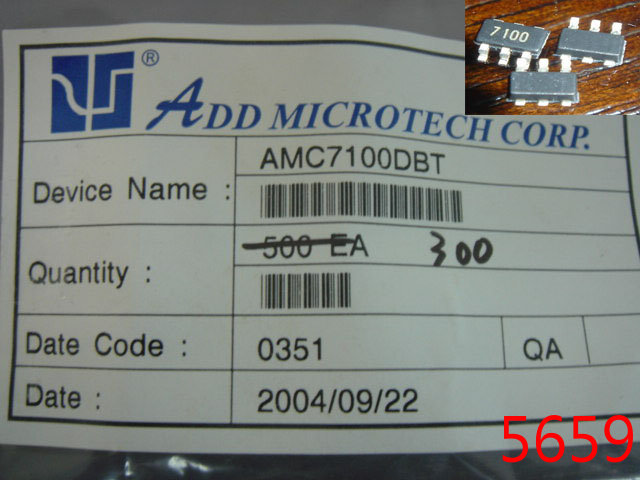 7100
®
ADD MICROTECH CORP.
Device Name : AMC7100DBT
Quantity : 500 EA 300
Date Code : 0351 QA
Date : 2004/09/22
5659